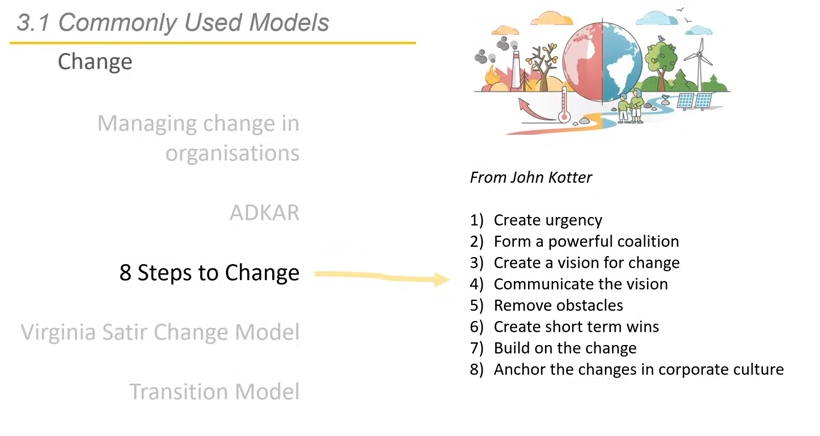 3.1 Commonly Used Models
Change
Managing change in
organisations
ADKAR
8 Steps to Change
Virginia Satir Change Model
Transition Model
From John Kotter
1) Create urgency
2) Form a powerful coalition
3) Create a vision for change
4) Communicate the vision
5) Remove obstacles
6) Create short term wins
7) Build on the change
8) Anchor the changes in corporate culture